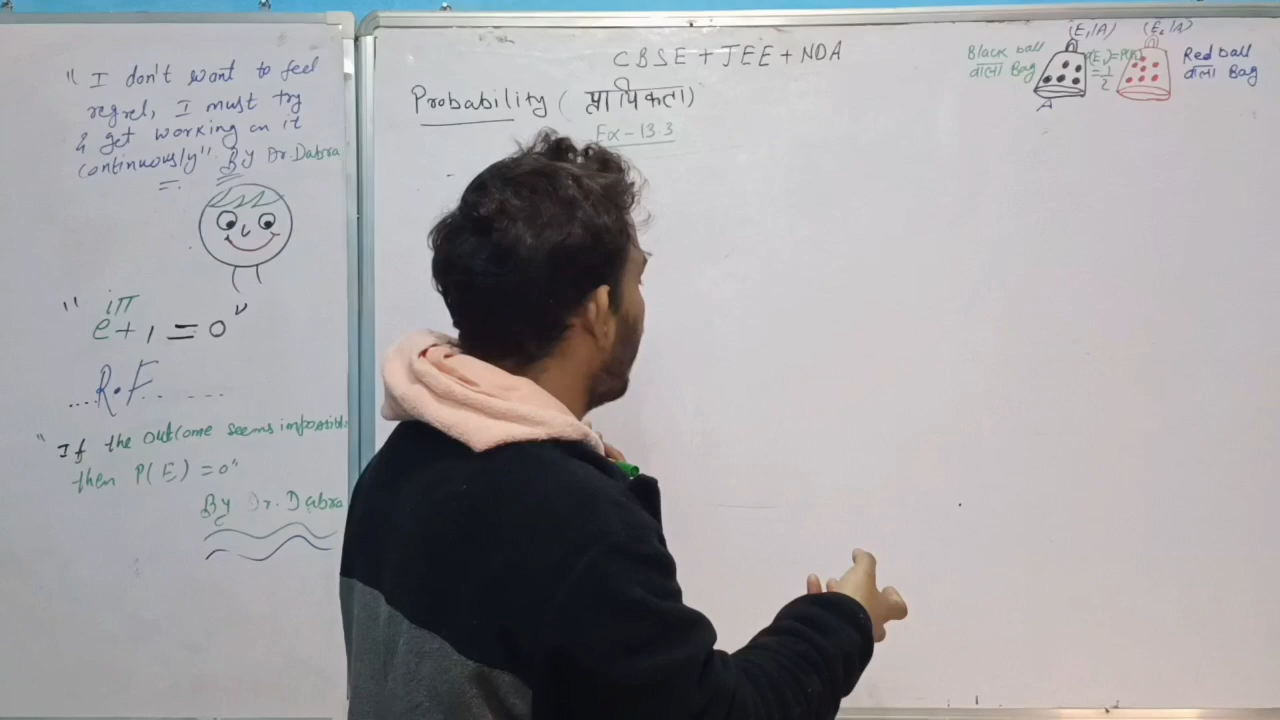 " I don't want to feel
regret, I must try
& get working on it
continuously" By Dr. Dabra
" e^iπ + 1 = 0 "
....R.F.. ...
" If the outcome seems impossible
then P(E) = 0"
By Dr. Dabra
CBSE + JEE + NDA
Probability ( प्रायिकता)
Ex - 13.3
(E₁/A)
(E₂/A)
Black ball
वाला Bag
= 1/2
Red ball
वाला Bag
A